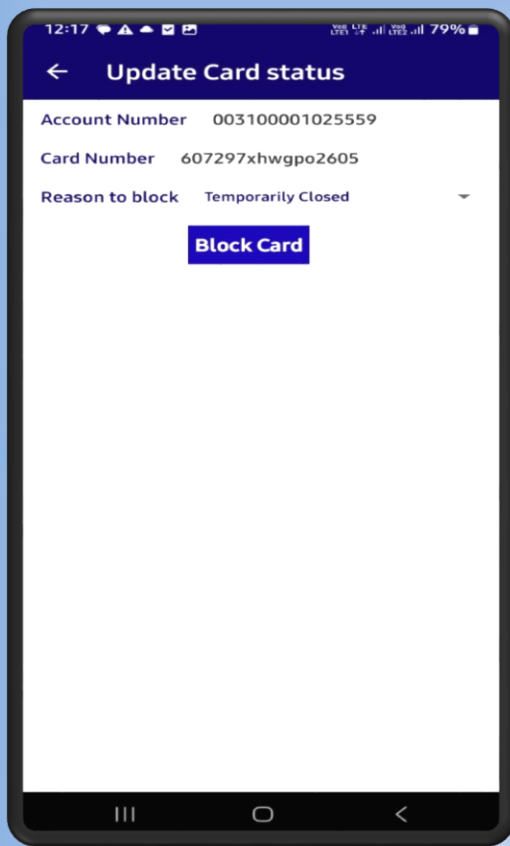 12:17 79%
Update Card status
Account Number 003100001025559
Card Number 607297xhwgpo2605
Reason to block Temporarily Closed
Block Card